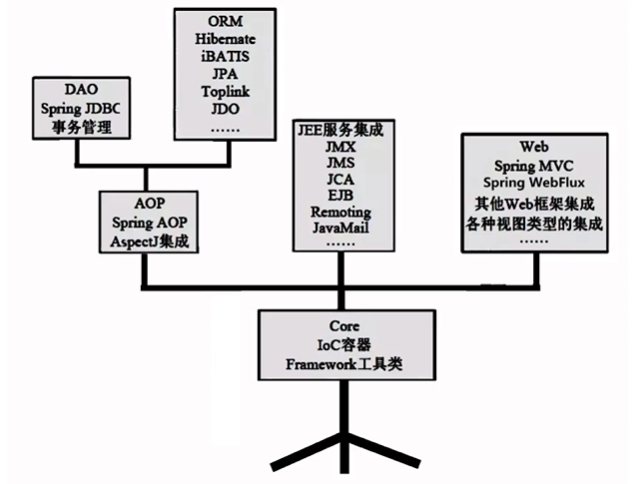 ORM
Hibernate
iBATIS
JPA
Toplink
JDO
……
DAO
Spring JDBC
事务管理
AOP
Spring AOP
AspectJ集成
JEE服务集成
JMX
JMS
JCA
EJB
Remoting
JavaMail
……
Web
Spring MVC
Spring WebFlux
其他Web框架集成
各种视图类型的集成
……
Core
IoC容器
Framework工具类